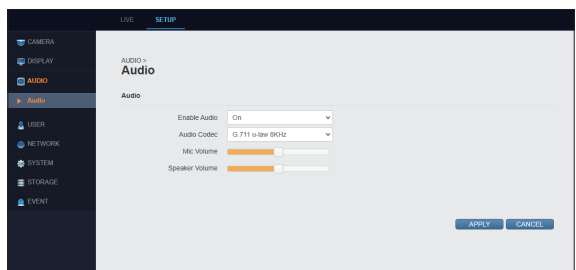 LIVE SETUP
CAMERA
DISPLAY
AUDIO
Audio
USER
NETWORK
SYSTEM
STORAGE
EVENT
AUDIO >
Audio
Audio
Enable Audio On
Audio Codec G.711 u-law 8KHz
Mic Volume
Speaker Volume
APPLY CANCEL